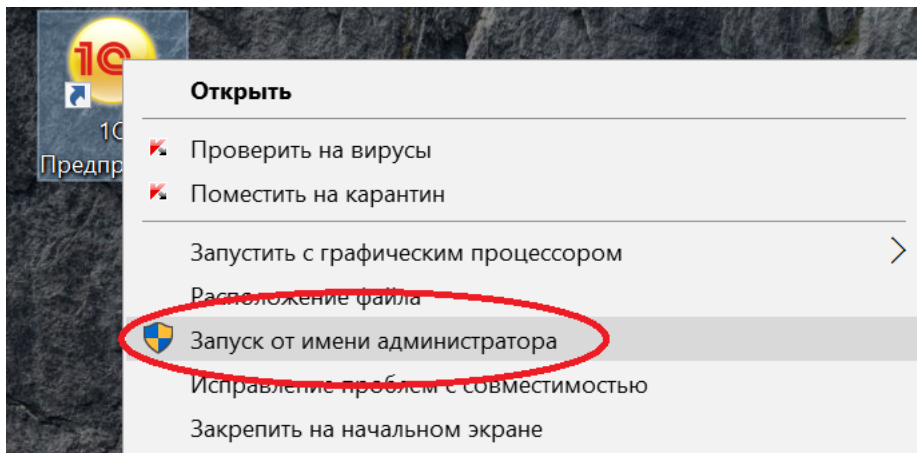 1С
1С
Предпр
Открыть
Проверить на вирусы
Поместить на карантин
Запустить с графическим процессором
Расположение файла
Запуск от имени администратора
Исправление проблем с совместимостью
Закрепить на начальном экране